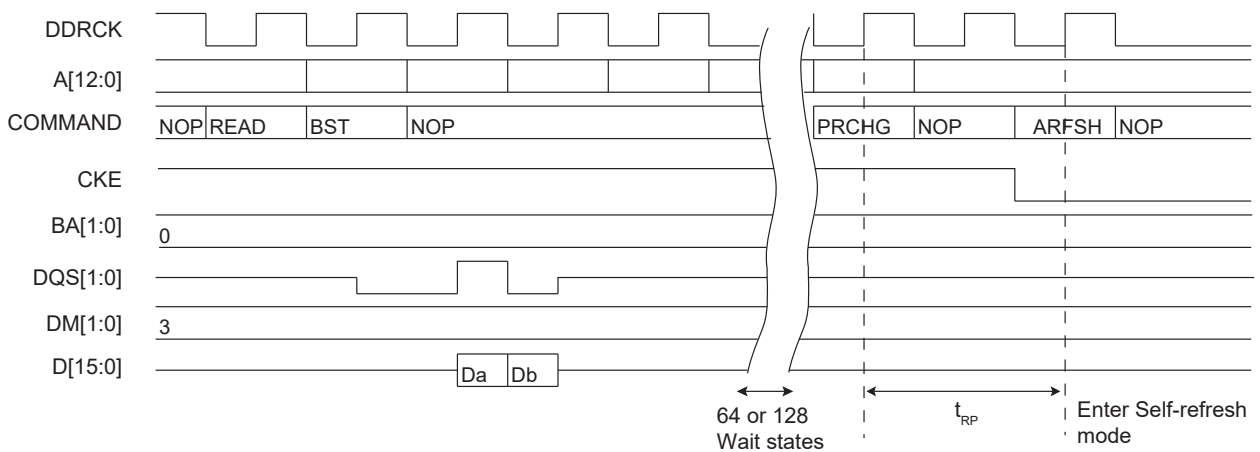 DDRCK
A[12:0]
COMMAND NOP READ BST NOP PRCHG NOP ARFSH NOP
CKE
BA[1:0] 0
DQS[1:0]
DM[1:0] 3
D[15:0] Da Db
64 or 128
Wait states
tRP
Enter Self-refresh
mode